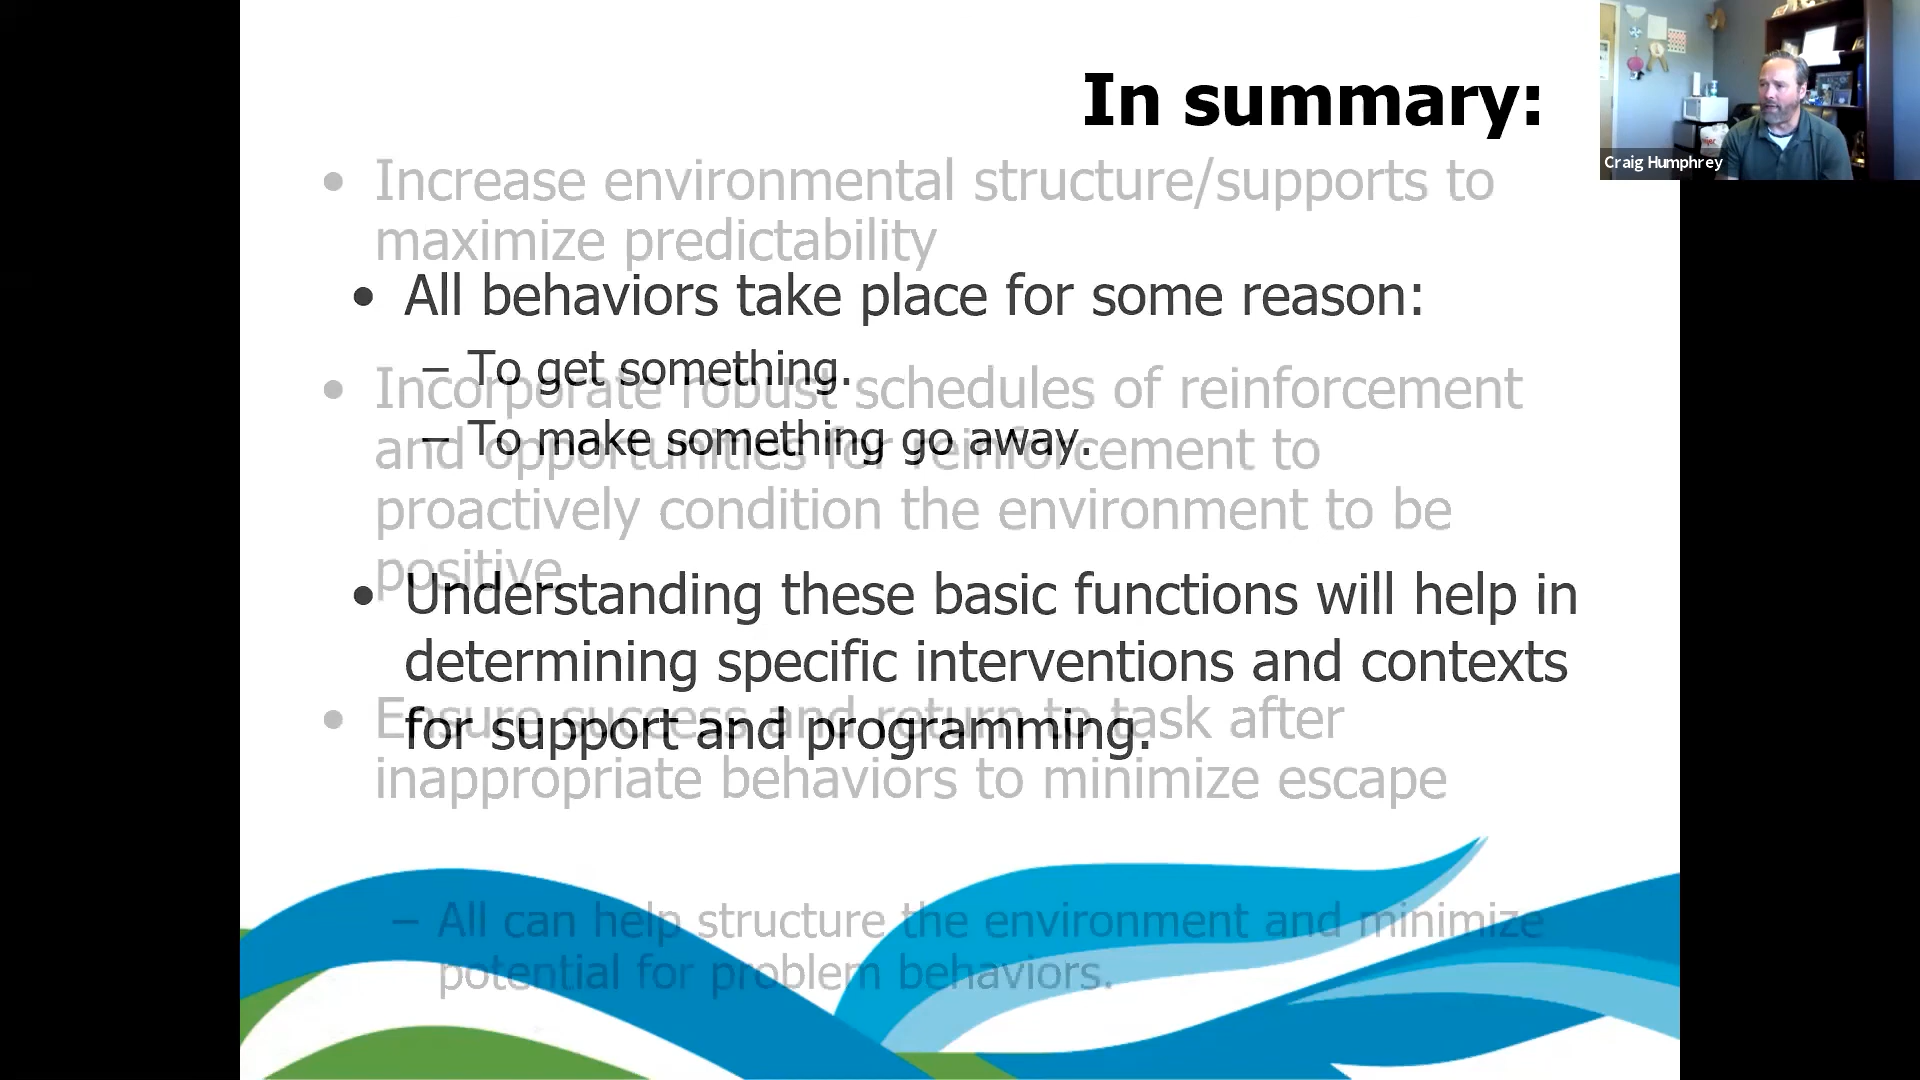 In summary:
• Increase environmental structure/supports to
maximize predictability
• All behaviors take place for some reason:
– To get something.
• Incorporate robust schedules of reinforcement
– To make something go away.
and opportunities for reinforcement to
proactively condition the environment to be
positive
• Understanding these basic functions will help in
determining specific interventions and contexts
for support and programming.
• Ensure success and return to task after
inappropriate behaviors to minimize escape
– All can help structure the environment and minimize
potential for problem behaviors.
Craig Humphrey